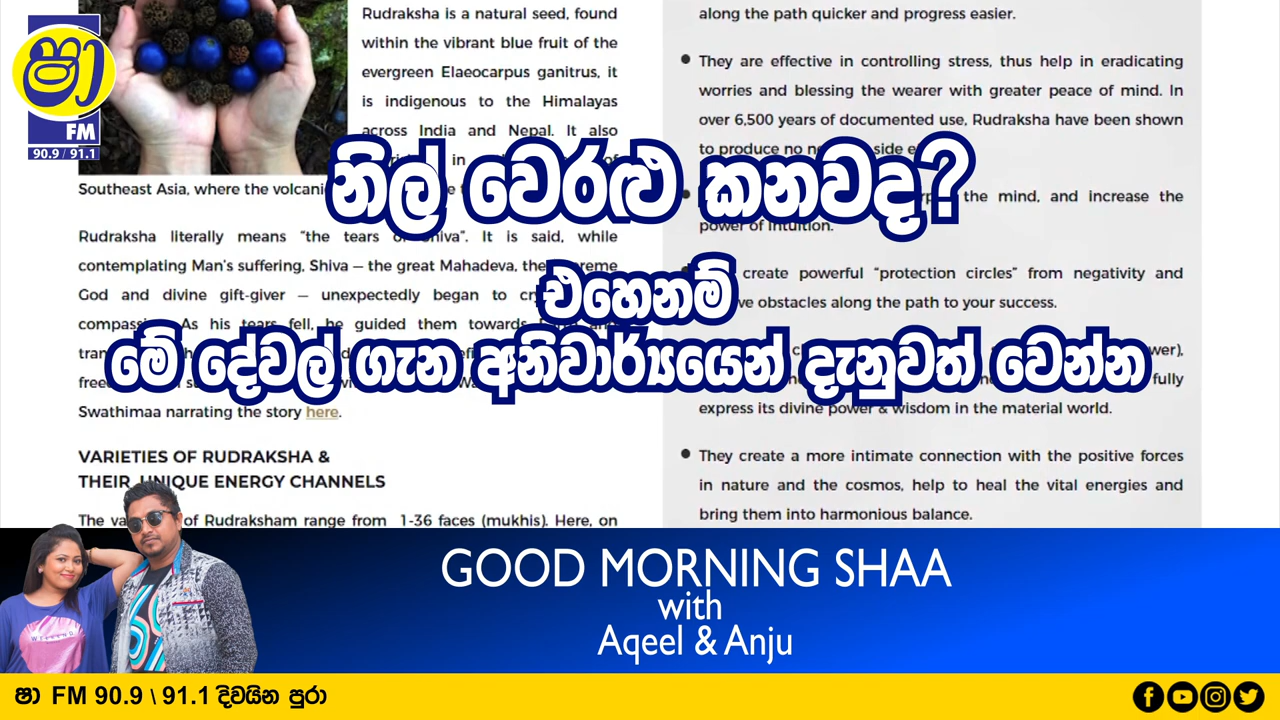 ෂා
FM
90.9 / 91.1
Rudraksha is a natural seed, found
within the vibrant blue fruit of the
evergreen Elaeocarpus ganitrus, it
is indigenous to the Himalayas
across India and Nepal. It also
in of
Southeast Asia, where the
Rudraksha literally means “the tears of Shiva”. It is said, while
contemplating Man’s suffering, Shiva — the great Mahadeva, the
God and divine gift-giver — unexpectedly began to
As his tears fell, he guided them towards
Swathimaa narrating the story here.
VARIETIES OF RUDRAKSHA &
THEIR UNIQUE ENERGY CHANNELS
The of Rudraksham range from 1-36 faces (mukhis). Here, on
along the path quicker and progress easier.
They are effective in controlling stress, thus help in eradicating
worries and blessing the wearer with greater peace of mind. In
over 6,500 years of documented use, Rudraksha have been shown
to produce no side
the mind, and increase the
power of intuition.
create powerful “protection circles” from negativity and
obstacles along the path to your success.
fully
express its divine power & wisdom in the material world.
They create a more intimate connection with the positive forces
in nature and the cosmos, help to heal the vital energies and
bring them into harmonious balance.
නිල් වෙරළු කනවද?
එහෙනම්
මේ දේවල් ගැන අනිවාර්‍යයෙන් දැනුවත් වෙන්න
WEEKEND
GOOD MORNING SHAA
with
Aqeel & Anju
ෂා FM 90.9 \ 91.1 දිවයින පුරා